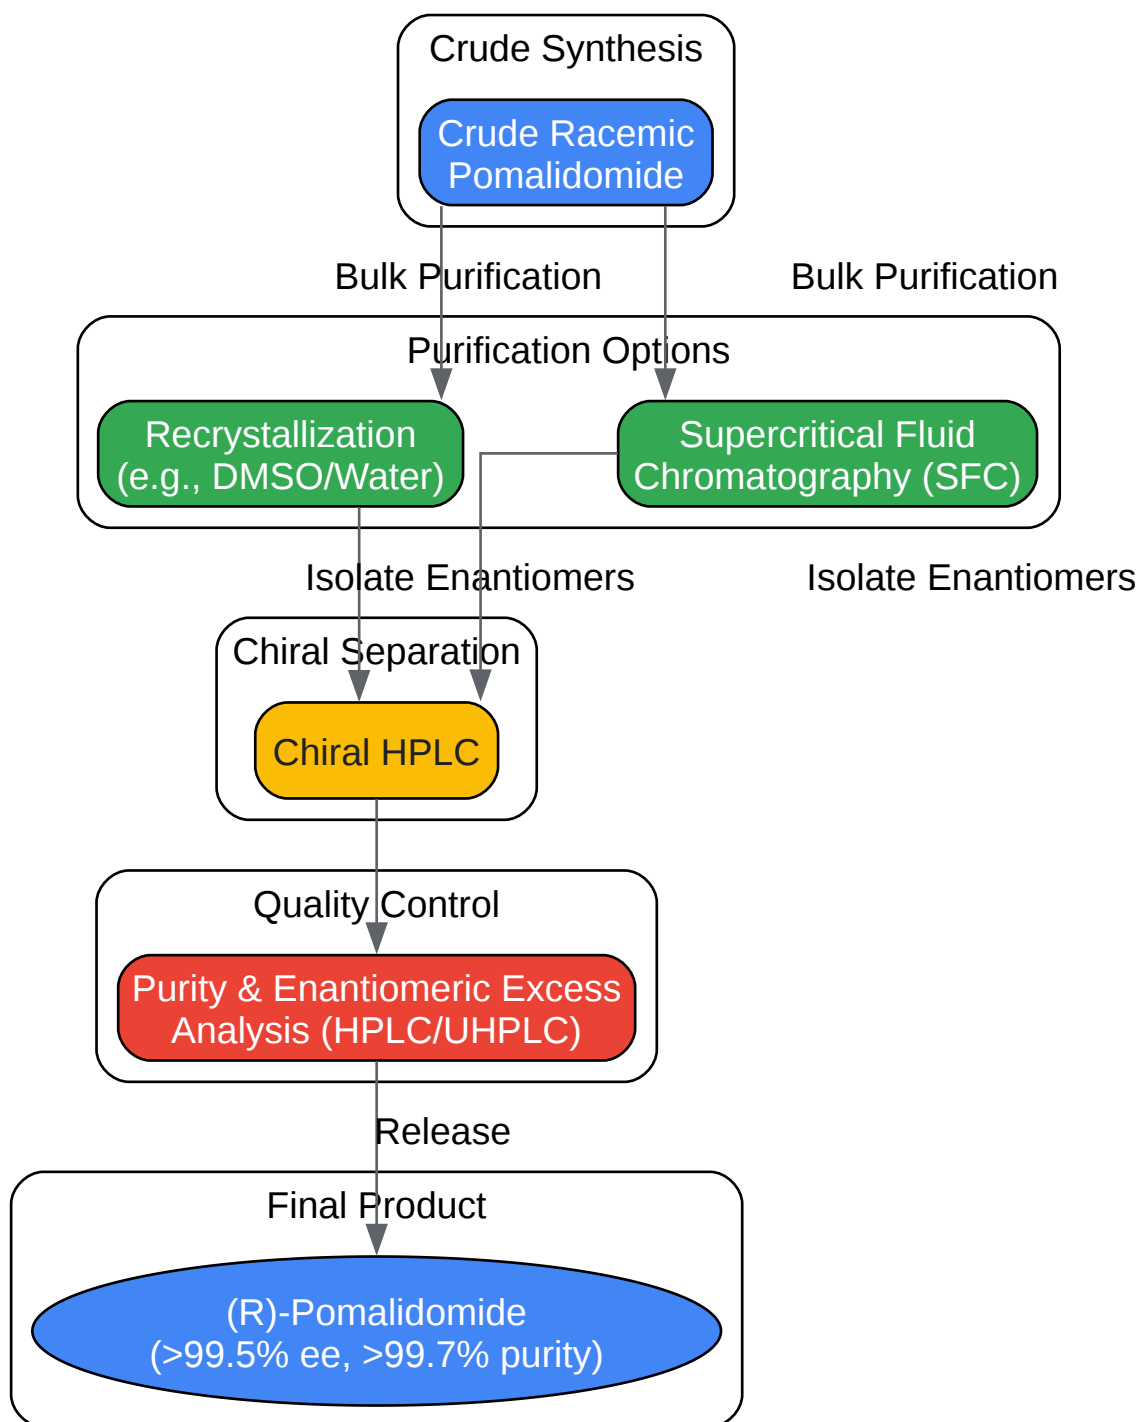 Crude Synthesis
Crude Racemic
Pomalidomide
Bulk Purification
Bulk Purification
Purification Options
Recrystallization
(e.g., DMSO/Water)
Supercritical Fluid
Chromatography (SFC)
Isolate Enantiomers
Isolate Enantiomers
Chiral Separation
Chiral HPLC
Quality Control
Purity & Enantiomeric Excess
Analysis (HPLC/UHPLC)
Release
Final Product
(R)-Pomalidomide
(>99.5% ee, >99.7% purity)